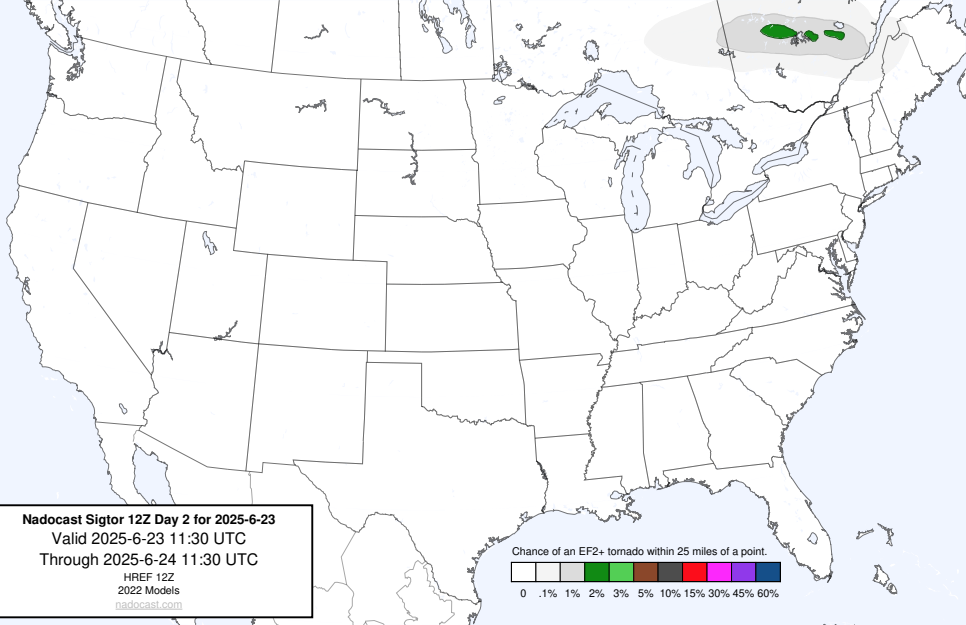 Nadocast Sigtor 12Z Day 2 for 2025-6-23
Valid 2025-6-23 11:30 UTC
Through 2025-6-24 11:30 UTC
HREF 12Z
2022 Models
nadocast.com
Chance of an EF2+ tornado within 25 miles of a point.
0 .1% 1% 2% 3% 5% 10% 15% 30% 45% 60%